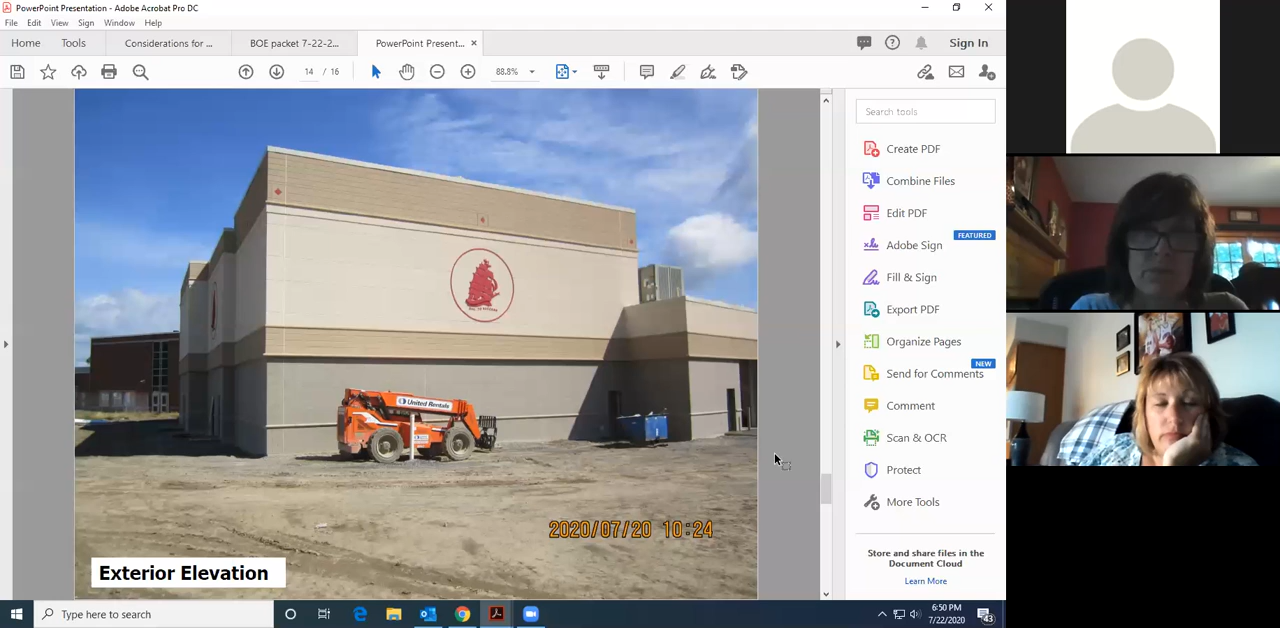 PowerPoint Presentation - Adobe Acrobat Pro DC
File Edit View Sign Window Help
Home Tools Considerations for ... BOE packet 7-22-2... PowerPoint Present... Sign In
14 / 16 88.8%
Search tools
Create PDF
Combine Files
Edit PDF
FEATURED
Adobe Sign
Fill & Sign
Export PDF
Organize Pages
NEW
Send for Comments
Comment
Scan & OCR
Protect
More Tools
Store and share files in the
Document Cloud
Learn More
United Rentals
2020/07/20 10:24
Exterior Elevation
Type here to search
6:50 PM
7/22/2020
43